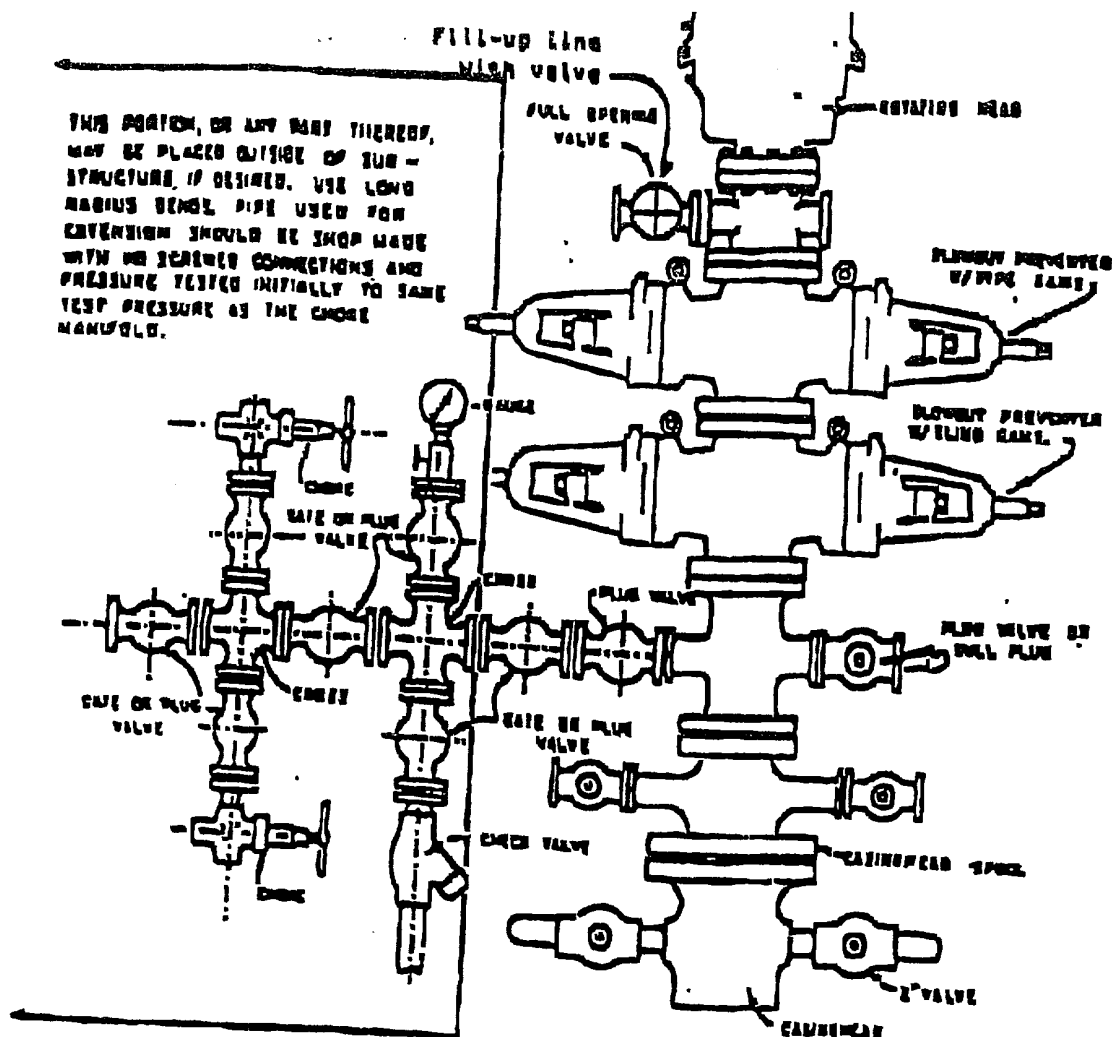 Fill-up line
with valve
FULL OPENING
VALVE
ROTATING HEAD
THIS PORTION, OR ANY PART THEREOF,
MAY BE PLACED OUTSIDE OF SUB-
STRUCTURE, IF DESIRED. USE LONG
RADIUS BENDS. PIPE USED FOR
EXTENSION SHOULD BE SHOP MADE
WITH NO SCREWED CONNECTIONS AND
PRESSURE TESTED INITIALLY TO SAME
TEST PRESSURE AS THE CHOKE
MANIFOLD.
BLOWOUT PREVENTER
W/PIPE RAMS
BLOWOUT PREVENTER
W/BLIND RAMS.
GAUGE
CHOKE
GATE OR PLUG
VALVE
CROSS
PLUG VALVE
PLUG VALVE OR
BULL PLUG
CROSS
GATE OR PLUG
VALVE
GATE OR PLUG
VALVE
CHECK VALVE
CASINGHEAD SPOOL
CHOKE
2" VALVE
CASINGHEAD